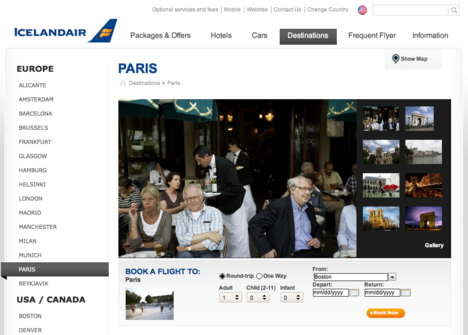 Optional services and fees | Mobile | Webtree | Contact Us | Change Country
ICELANDAIR
Packages & Offers Hotels Cars Destinations Frequent Flyer Information
Show Map
EUROPE
ALICANTE
AMSTERDAM
BARCELONA
BRUSSELS
FRANKFURT
GLASGOW
HAMBURG
HELSINKI
LONDON
MADRID
MANCHESTER
MILAN
MUNICH
PARIS
REYKJAVIK
USA / CANADA
BOSTON
DENVER
PARIS
Destinations > Paris
Gallery
BOOK A FLIGHT TO:
Paris
Round-trip One Way
Adult Child (2-11) Infant
1 0 0
From:
Boston
Depart: Return:
mm/dd/yyyy mm/dd/yyyy
Book Now